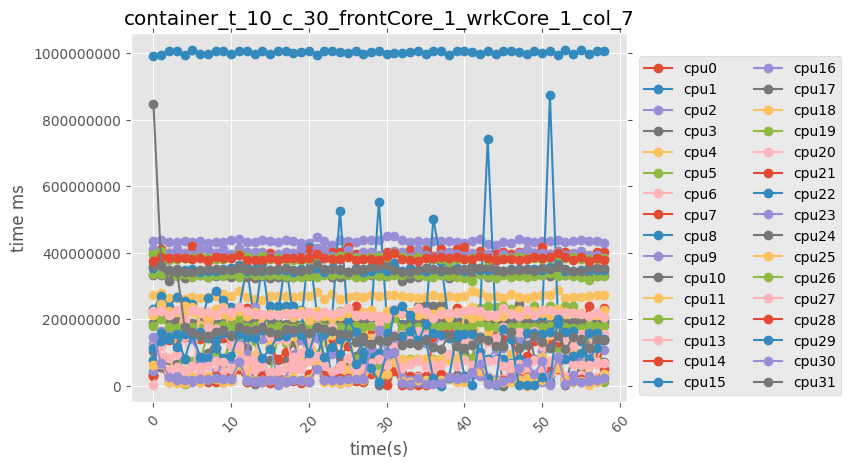 container_t_10_c_30_frontCore_1_wrkCore_1_col_7
1000000000
800000000
600000000
400000000
200000000
0
time ms
0 10 20 30 40 50 60
time(s)
cpu0 cpu16
cpu1 cpu17
cpu2 cpu18
cpu3 cpu19
cpu4 cpu20
cpu5 cpu21
cpu6 cpu22
cpu7 cpu23
cpu8 cpu24
cpu9 cpu25
cpu10 cpu26
cpu11 cpu27
cpu12 cpu28
cpu13 cpu29
cpu14 cpu30
cpu15 cpu31